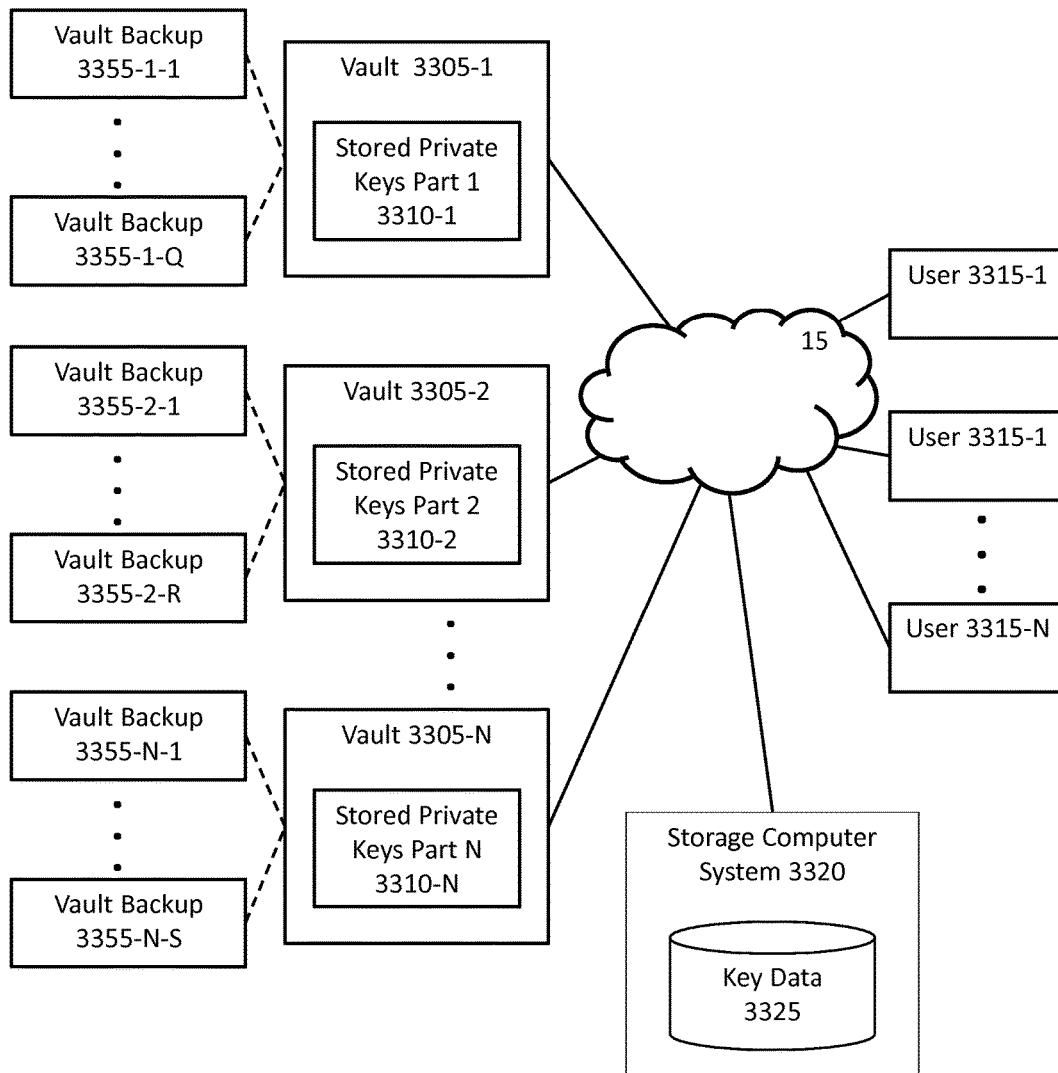 Vault Backup
3355-1-1
Vault Backup
3355-1-Q
Vault 3305-1
Stored Private
Keys Part 1
3310-1
Vault Backup
3355-2-1
Vault Backup
3355-2-R
Vault 3305-2
Stored Private
Keys Part 2
3310-2
Vault Backup
3355-N-1
Vault Backup
3355-N-S
Vault 3305-N
Stored Private
Keys Part N
3310-N
15
User 3315-1
User 3315-1
User 3315-N
Storage Computer
System 3320
Key Data
3325